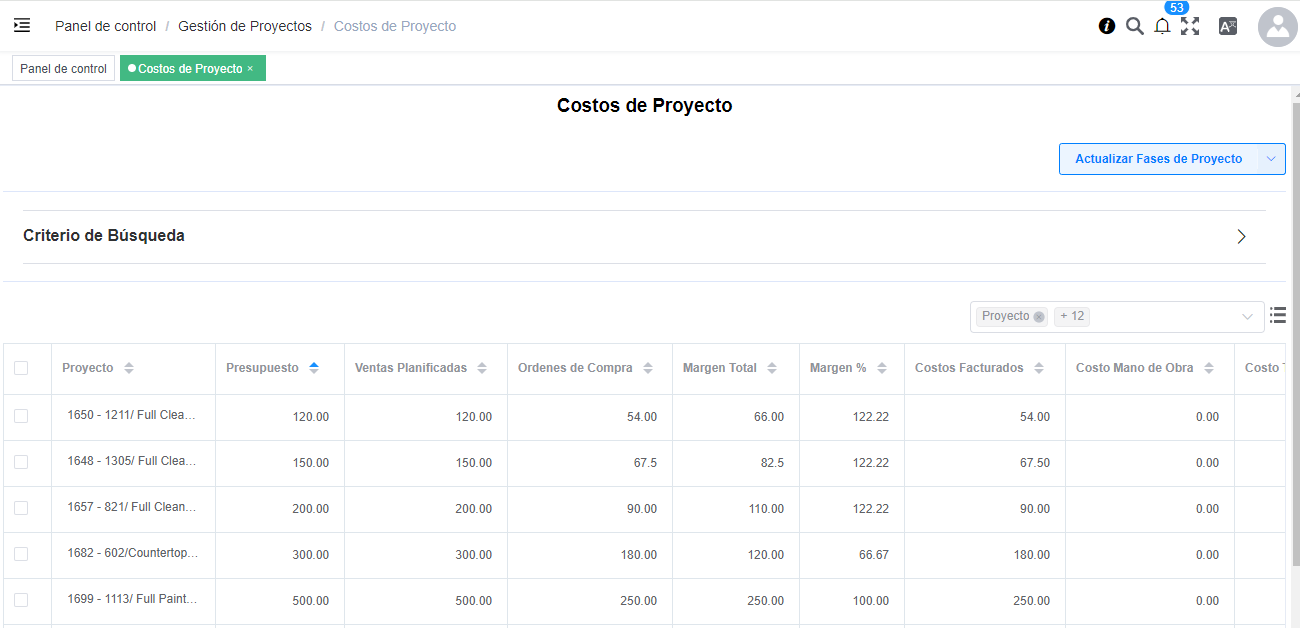 53
Panel de control / Gestión de Proyectos / Costos de Proyecto
Panel de control Costos de Proyecto ×
Costos de Proyecto
Actualizar Fases de Proyecto
Criterio de Búsqueda
Proyecto + 12
Proyecto Presupuesto Ventas Planificadas Ordenes de Compra Margen Total Margen % Costos Facturados Costo Mano de Obra Costo
1650 - 1211/ Full Clea... 120.00 120.00 54.00 66.00 122.22 54.00 0.00
1648 - 1305/ Full Clea... 150.00 150.00 67.5 82.5 122.22 67.50 0.00
1657 - 821/ Full Clean... 200.00 200.00 90.00 110.00 122.22 90.00 0.00
1682 - 602/Countertop... 300.00 300.00 180.00 120.00 66.67 180.00 0.00
1699 - 1113/ Full Paint... 500.00 500.00 250.00 250.00 100.00 250.00 0.00